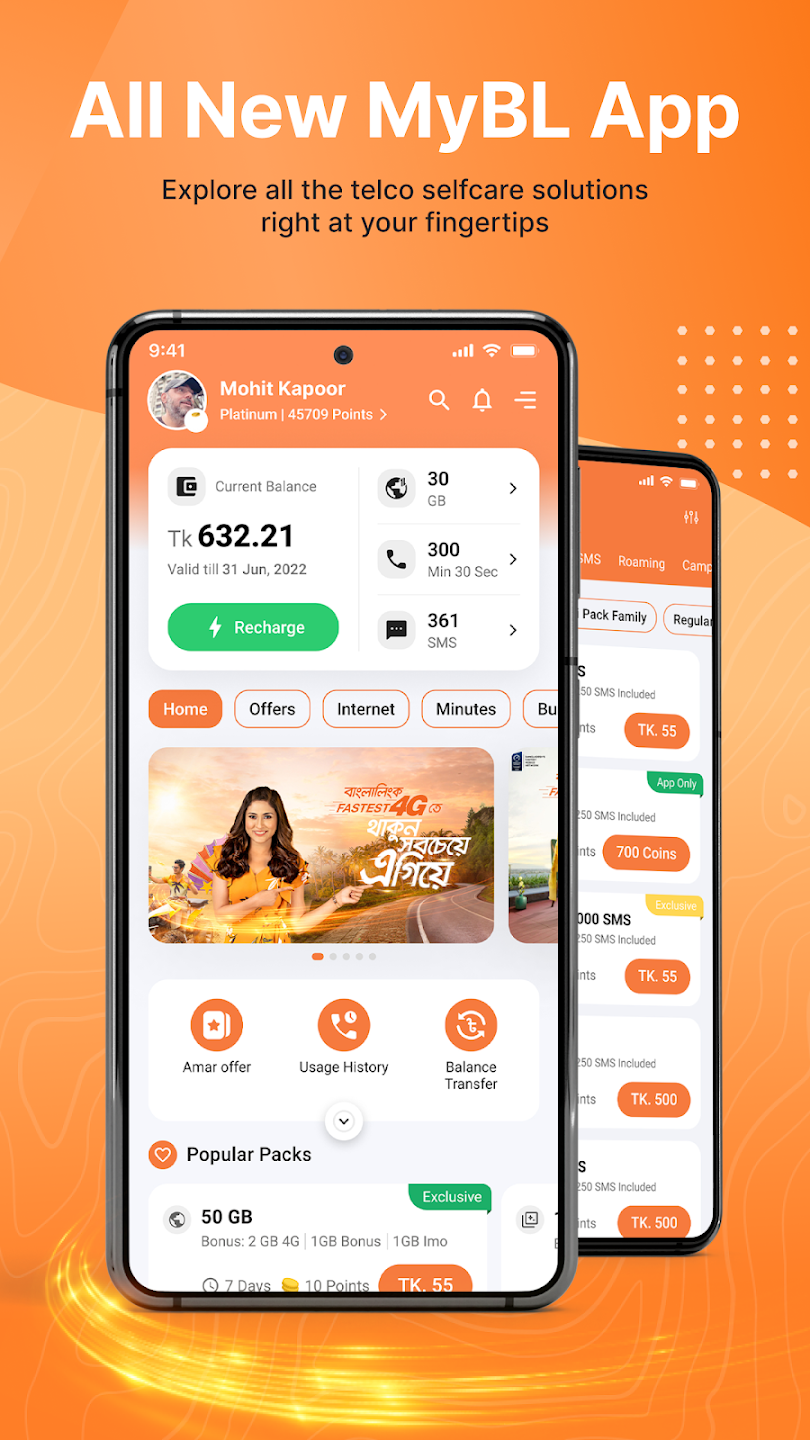 All New MyBL App
Explore all the telco selfcare solutions
right at your fingertips
9:41
Mohit Kapoor
Platinum | 45709 Points
Current Balance
Tk 632.21
Valid till 31 Jun, 2022
Recharge
30
GB
300
Min 30 Sec
361
SMS
Home
Offers
Internet
Minutes
Bu
বাংলালিংক
FASTEST 4G তে
থাকুন
সবচেয়ে
এগিয়ে
Amar offer
Usage History
Balance
Transfer
Popular Packs
Exclusive
50 GB
Bonus: 2 GB 4G | 1GB Bonus | 1GB Imo
7 Days
10 Points
TK. 55
SMS
Roaming
Camp
Pack Family
Regular
S
250 SMS Included
nts
TK. 55
App Only
250 SMS Included
nts
700 Coins
Exclusive
000 SMS
250 SMS Included
nts
TK. 55
250 SMS Included
nts
TK. 500
S
250 SMS Included
nts
TK. 500